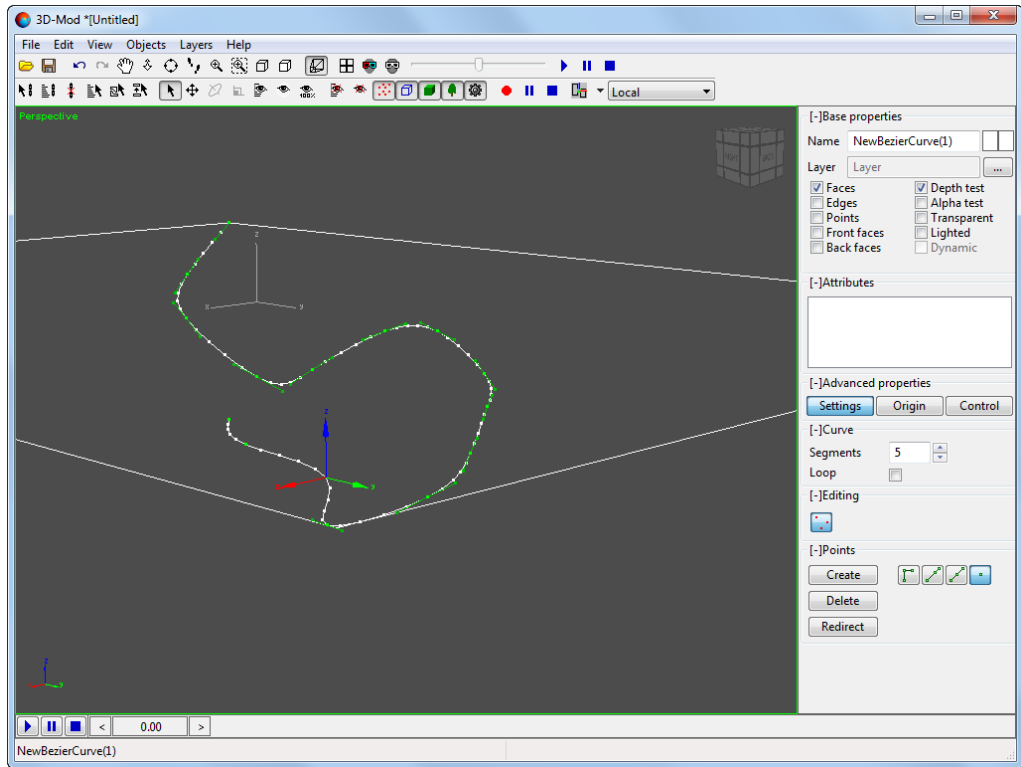 3D-Mod *[Untitled]
File Edit View Objects Layers Help
100%
Local
Perspective
z
x y
z
x y
z
y
[-]Base properties
Name NewBezierCurve(1)
Layer Layer ...
Faces Depth test
Edges Alpha test
Points Transparent
Front faces Lighted
Back faces Dynamic
[-]Attributes
[-]Advanced properties
Settings Origin Control
[-]Curve
Segments 5
Loop
[-]Editing
[-]Points
Create
Delete
Redirect
< 0.00 >
NewBezierCurve(1)